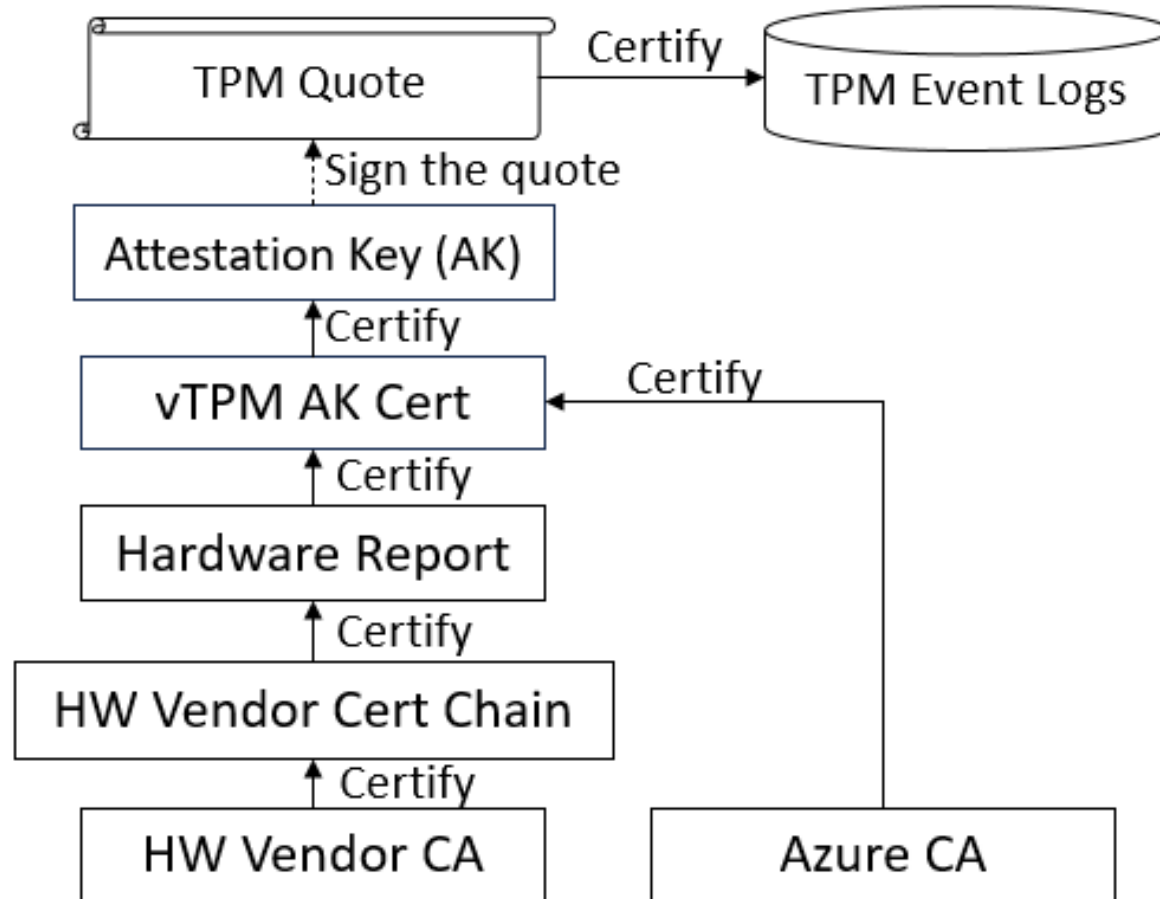 TPM Quote
Certify
TPM Event Logs
Sign the quote
Attestation Key (AK)
Certify
vTPM AK Cert
Certify
Certify
Hardware Report
Certify
HW Vendor Cert Chain
Certify
HW Vendor CA
Azure CA